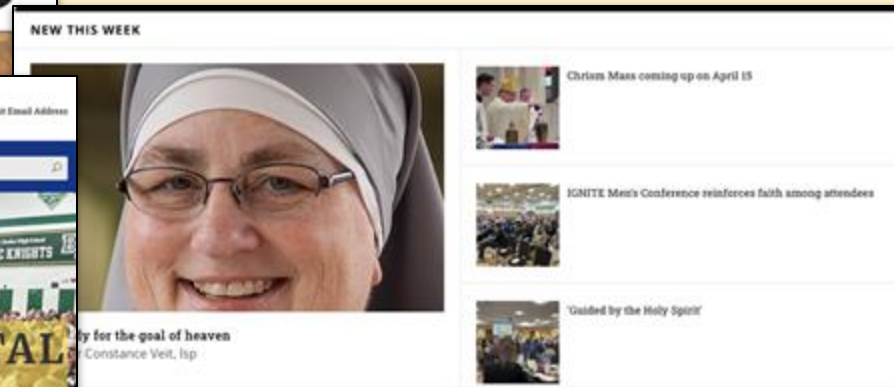 NEW THIS WEEK
Chrism Mass coming up on April 15
it Email Address
IGNITE Men's Conference reinforces faith among attendees
KNIGHTS
'Guided by the Holy Spirit'
for the goal of heaven
Constance Veit, lsp
TAL